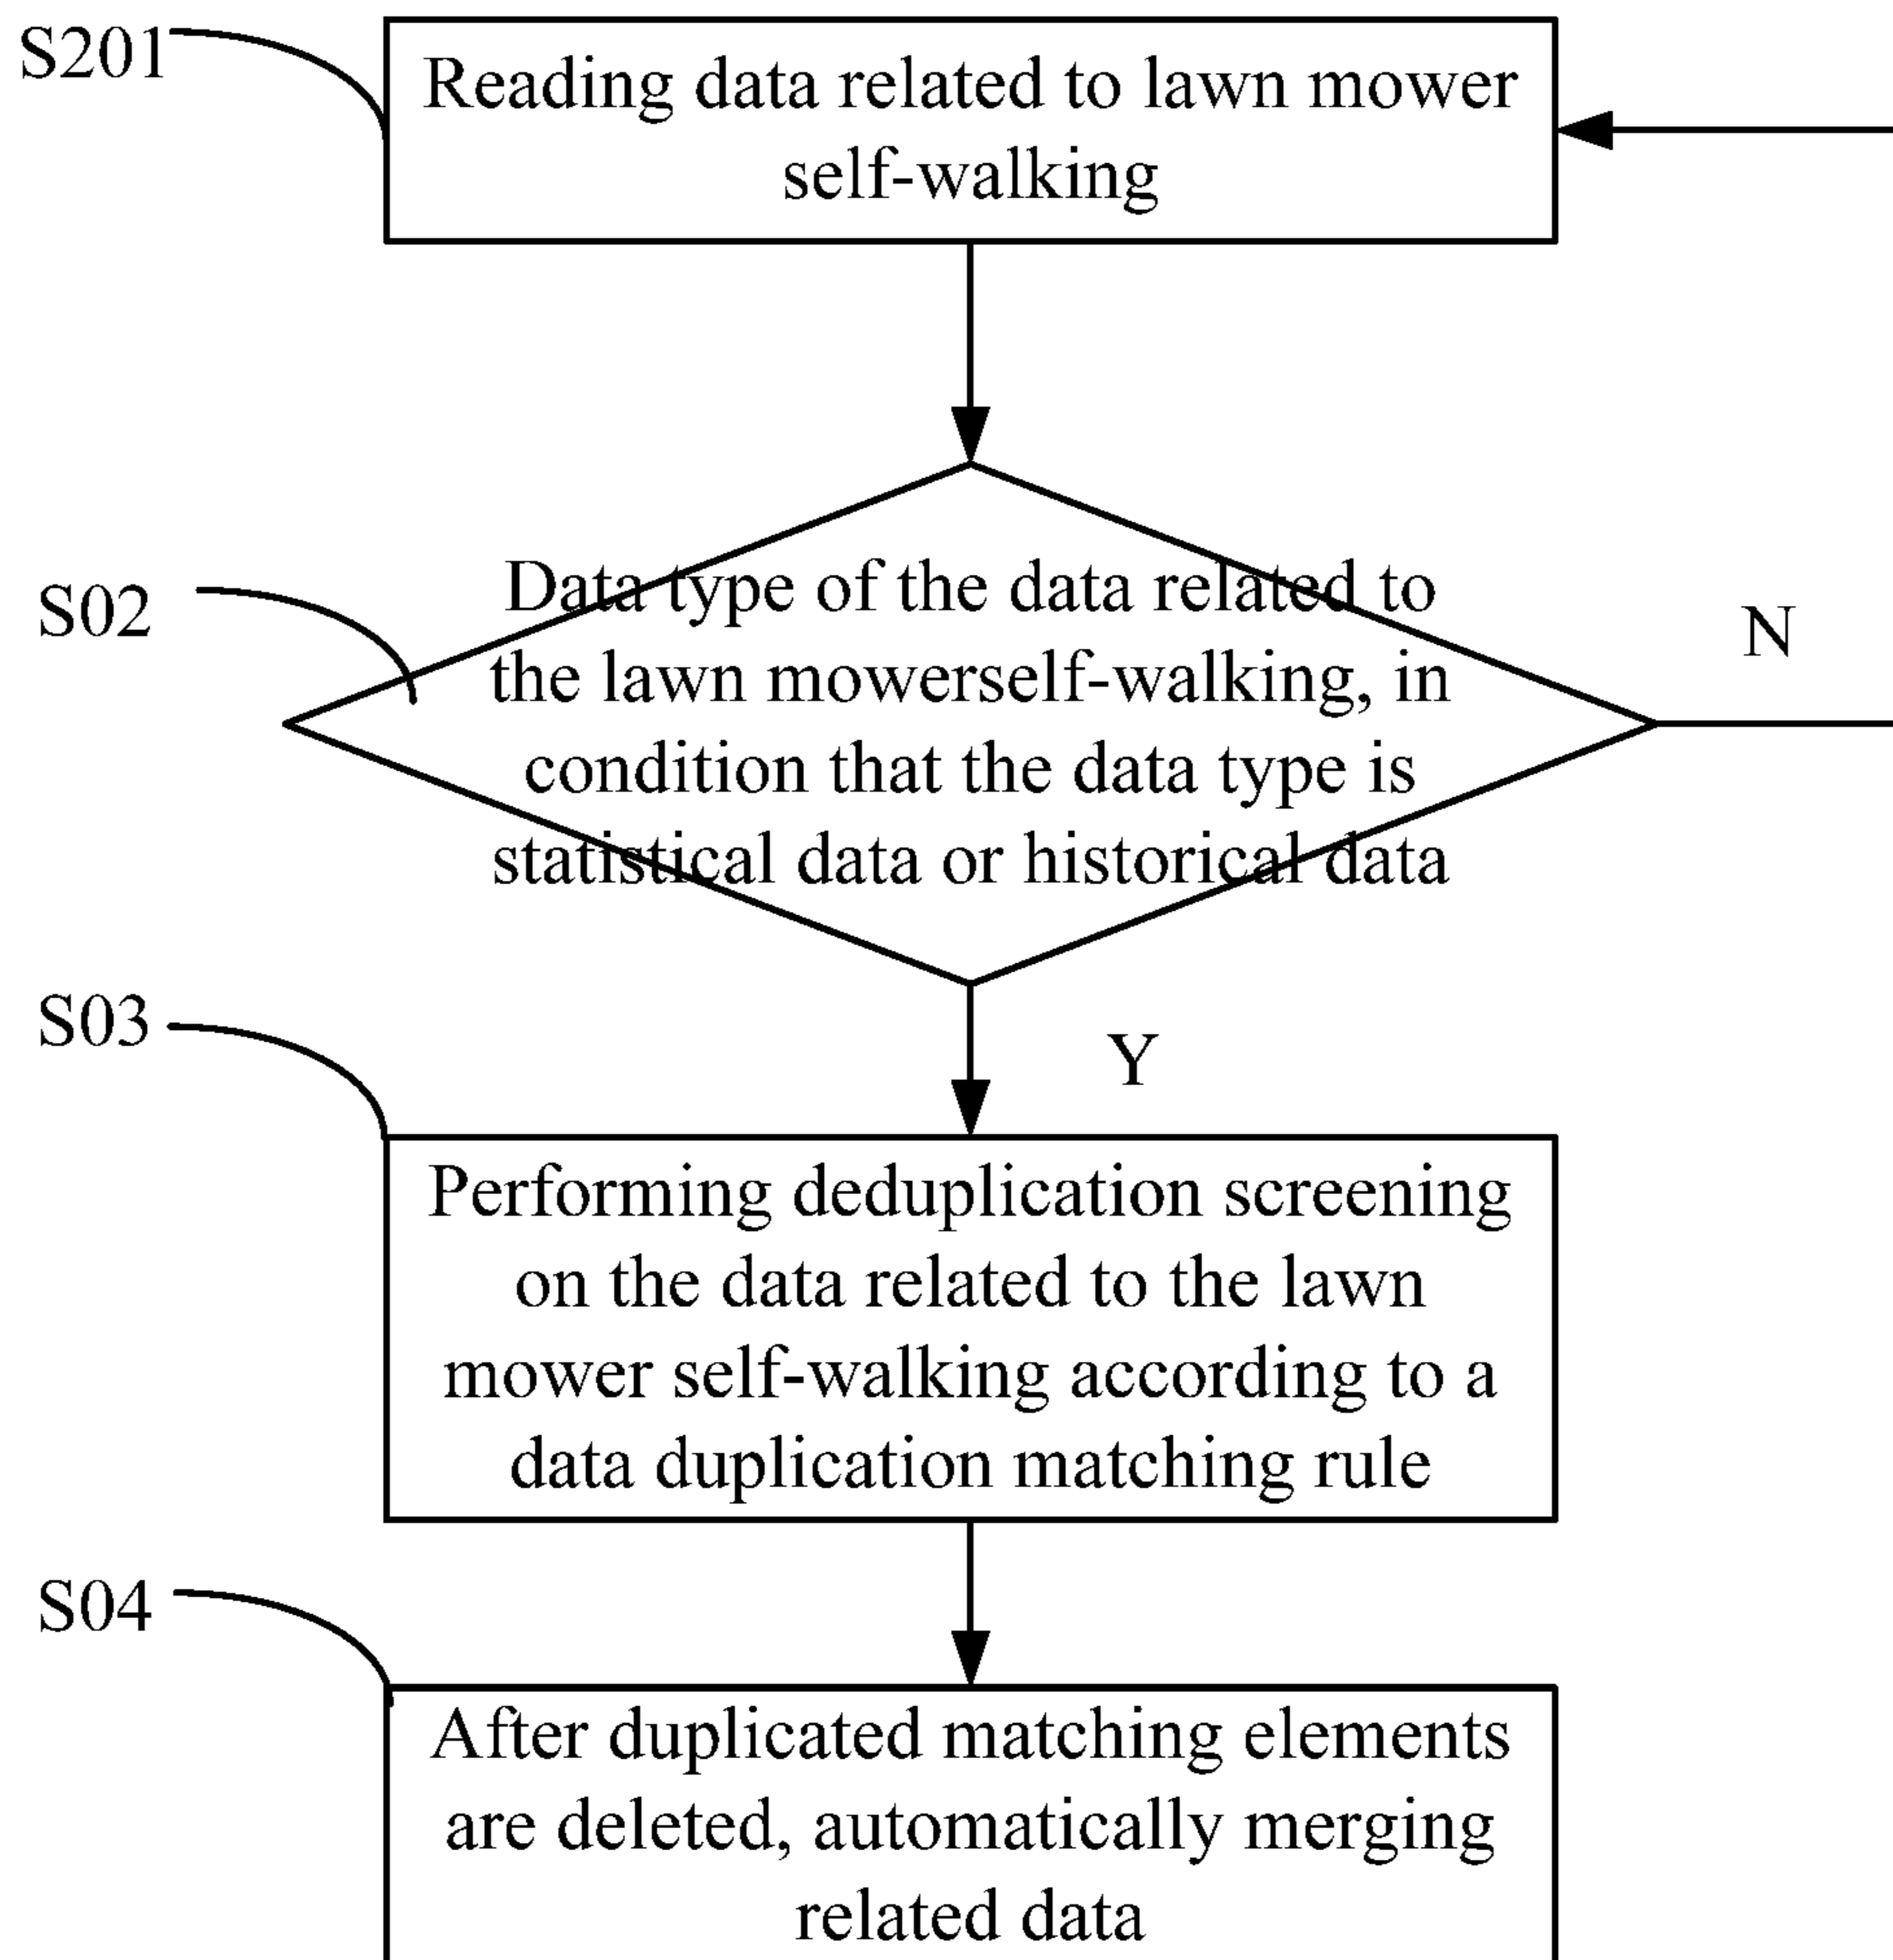 S201
Reading data related to lawn mower
self-walking
S02
Data type of the data related to
the lawn mowerself-walking, in
condition that the data type is
statistical data or historical data
N
S03
Y
Performing deduplication screening
on the data related to the lawn
mower self-walking according to a
data duplication matching rule
S04
After duplicated matching elements
are deleted, automatically merging
related data